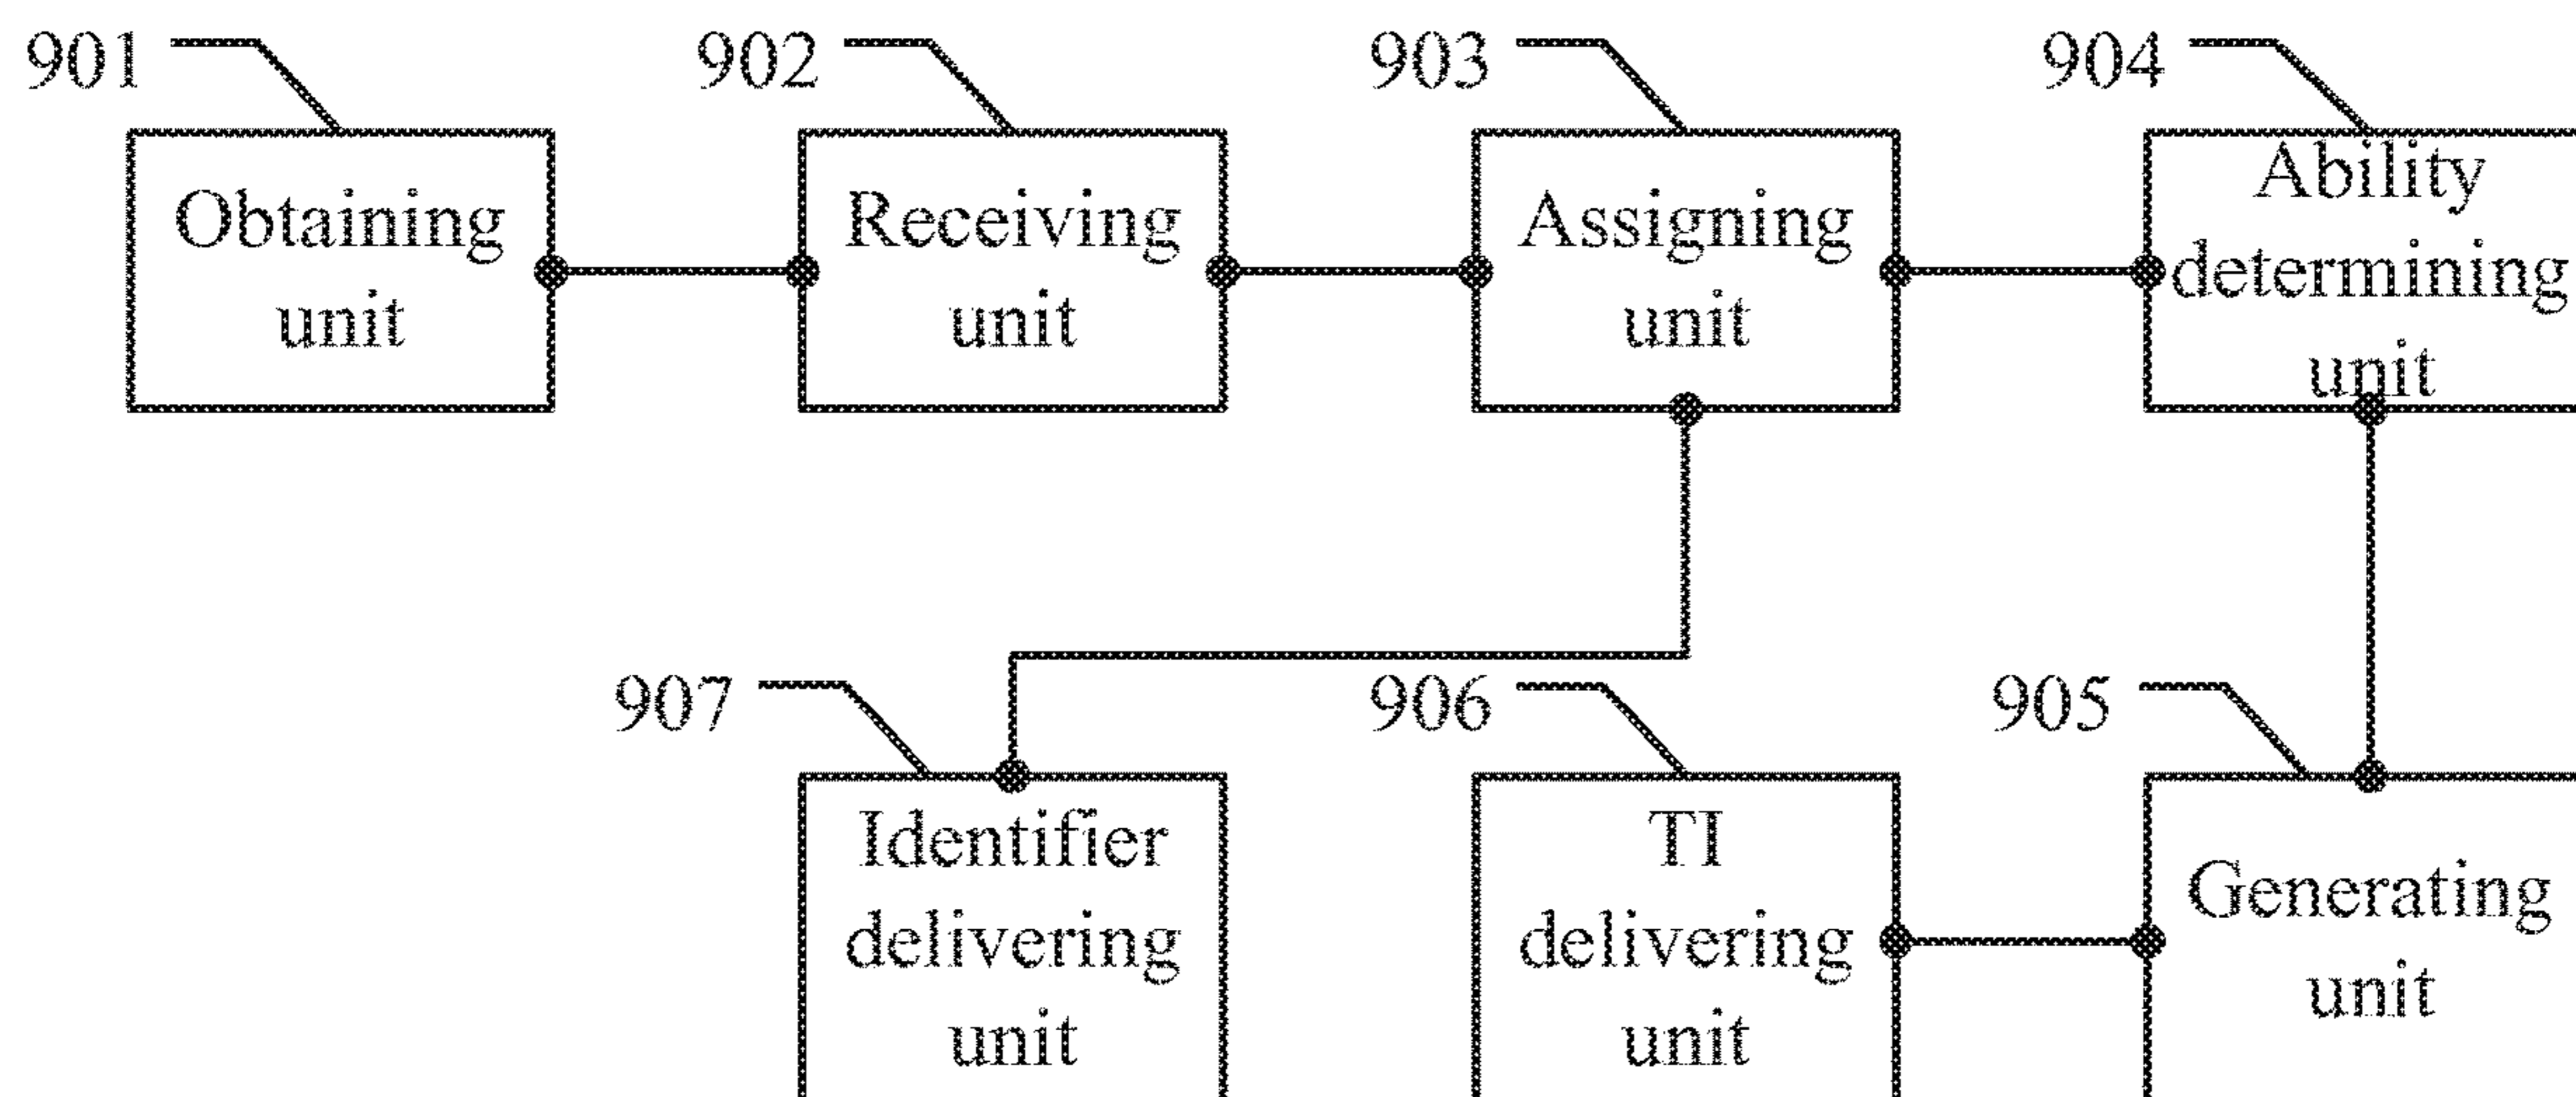 901
902
903
904
Obtaining
unit
Receiving
unit
Assigning
unit
Ability
determining
unit
907
906
905
Identifier
delivering
unit
TI
delivering
unit
Generating
unit